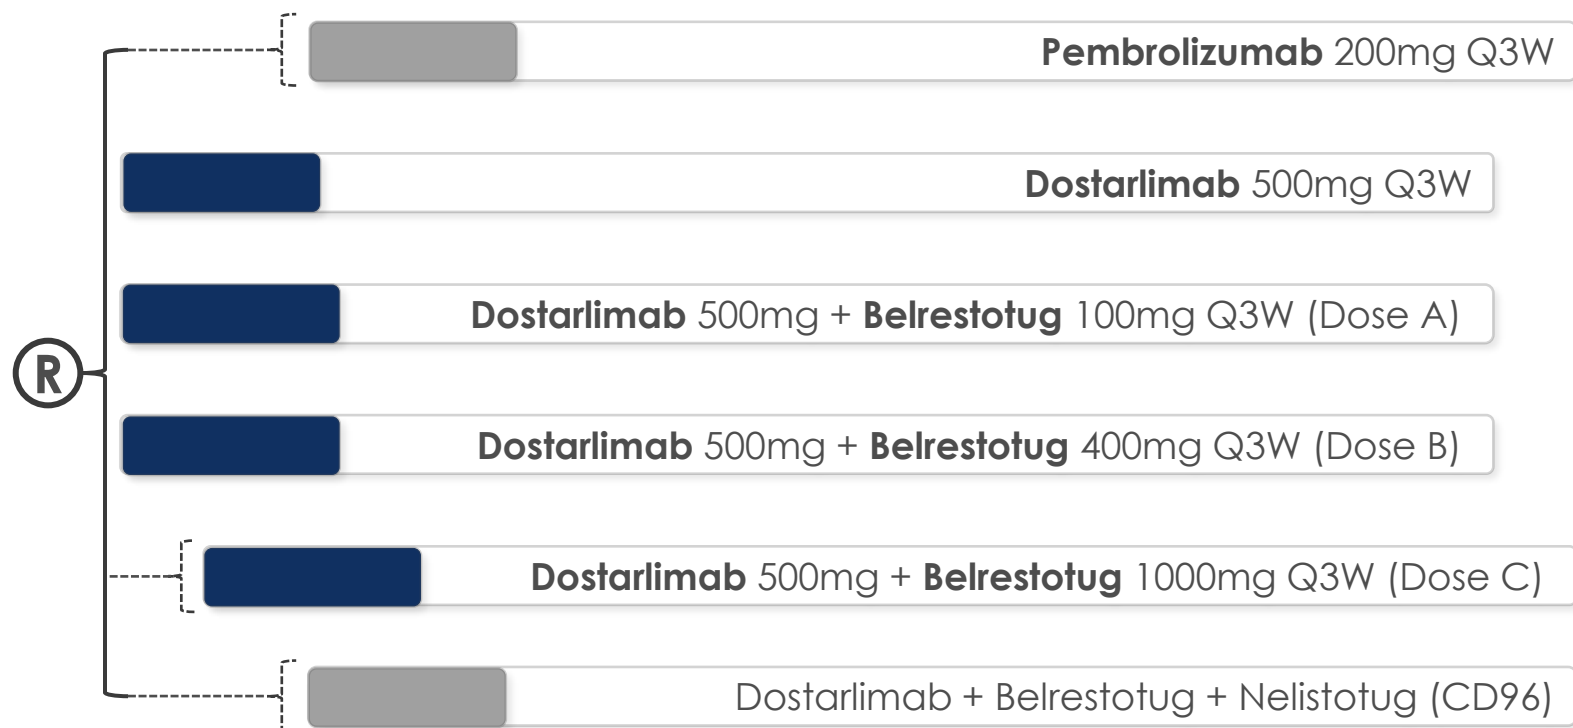 Pembrolizumab 200mg Q3W
Dostarlimab 500mg Q3W
Dostarlimab 500mg + Belrestotug 100mg Q3W (Dose A)
R
Dostarlimab 500mg + Belrestotug 400mg Q3W (Dose B)
Dostarlimab 500mg + Belrestotug 1000mg Q3W (Dose C)
Dostarlimab + Belrestotug + Nelistotug (CD96)